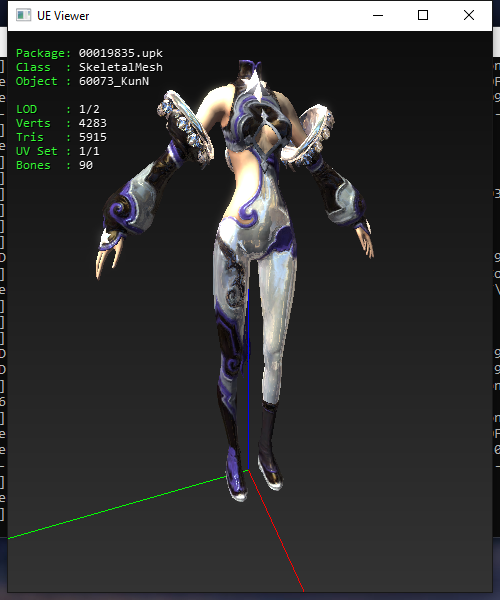 UE Viewer
Package: 00019835.upk
Class : SkeletalMesh
Object : 60073_KunN
LOD : 1/2
Verts : 4283
Tris : 5915
UV Set : 1/1
Bones : 90